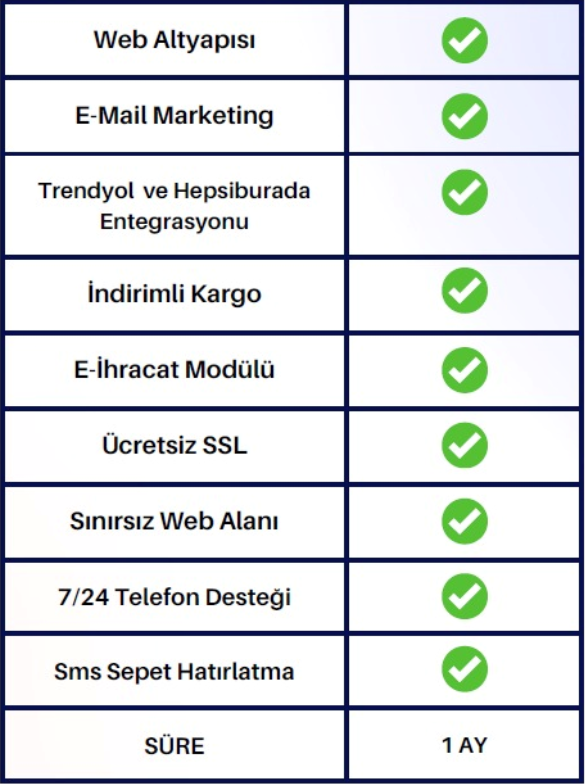 Web Altyapısı
E-Mail Marketing
Trendyol ve Hepsiburada
Entegrasyonu
İndirimli Kargo
E-İhracat Modülü
Ücretsiz SSL
Sınırsız Web Alanı
7/24 Telefon Desteği
Sms Sepet Hatırlatma
SÜRE 1 AY